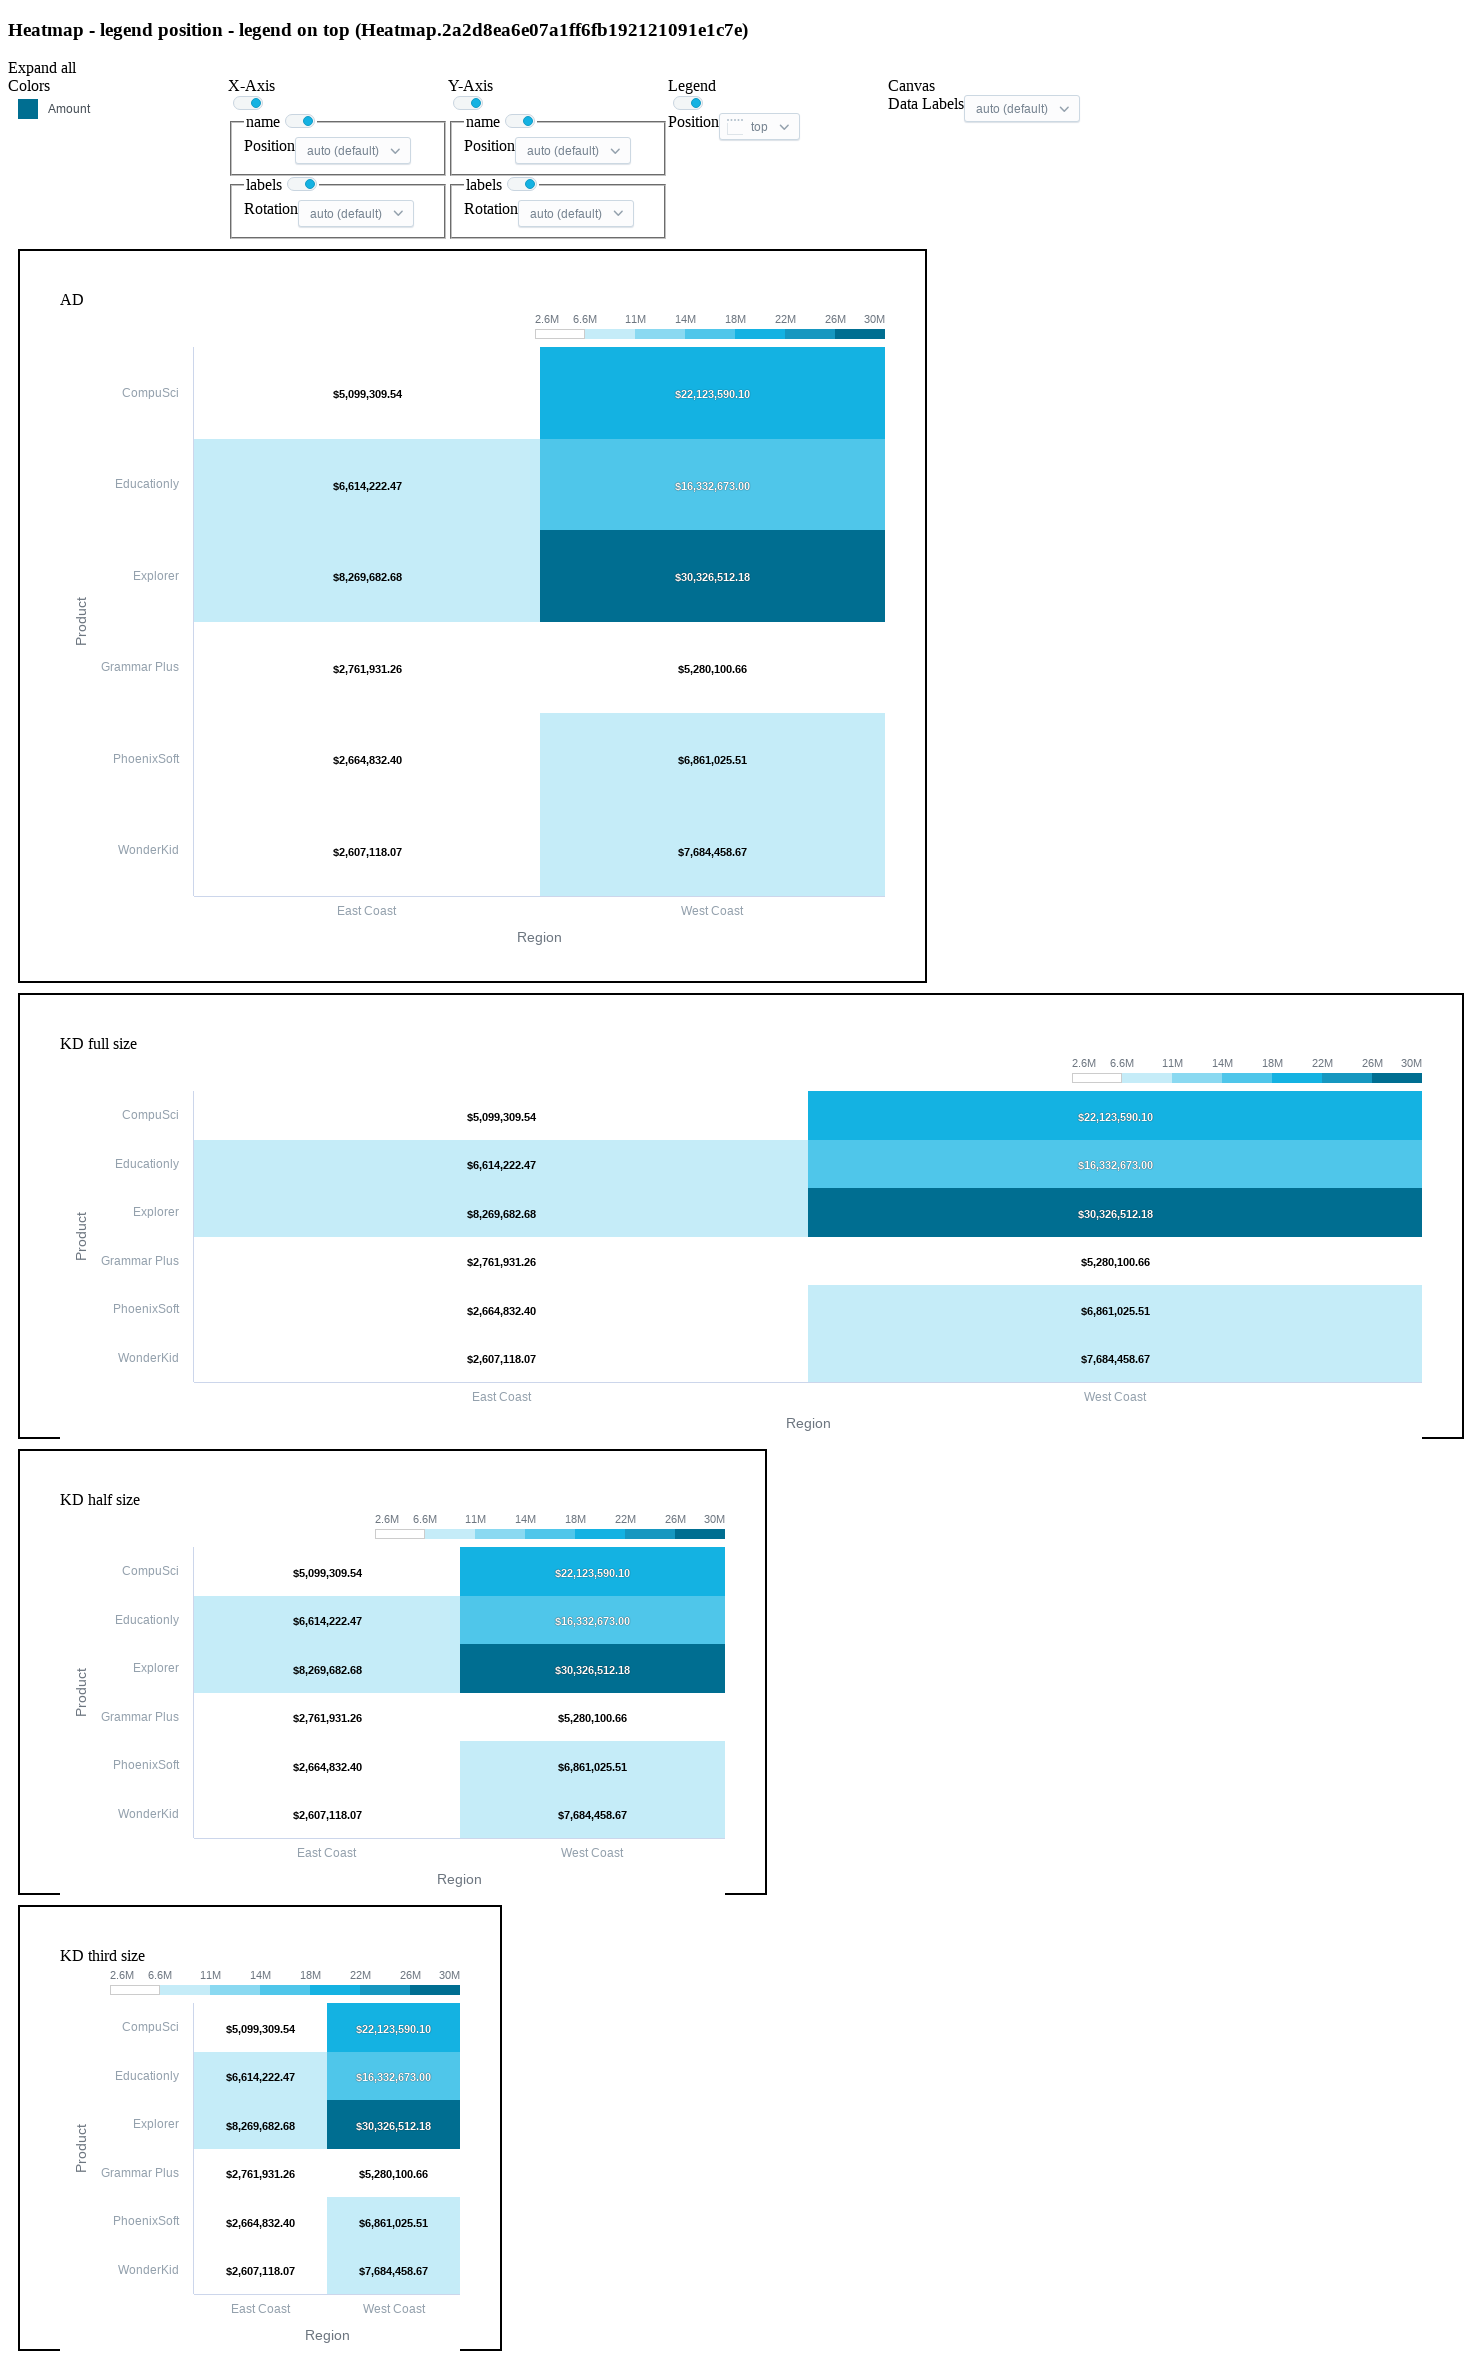 Heatmap - legend position - legend on top (Heatmap.2a2d8ea6e07a1ff6fb192121091e1c7e)
Expand all
Colors
Amount
X-Axis
name
Position auto (default)
labels
Rotation auto (default)
Y-Axis
name
Position auto (default)
labels
Rotation auto (default)
Legend
Position top
Canvas
Data Labels auto (default)
AD
2.6M 6.6M 11M 14M 18M 22M 26M 30M
CompuSci $5,099,309.54 $22,123,590.10
Educationly $6,614,222.47 $16,332,673.00
Explorer $8,269,682.68 $30,326,512.18
Product
Grammar Plus $2,761,931.26 $5,280,100.66
PhoenixSoft $2,664,832.40 $6,861,025.51
WonderKid $2,607,118.07 $7,684,458.67
East Coast West Coast
Region
KD full size
2.6M 6.6M 11M 14M 18M 22M 26M 30M
CompuSci $5,099,309.54 $22,123,590.10
Educationly $6,614,222.47 $16,332,673.00
Explorer $8,269,682.68 $30,326,512.18
Product
Grammar Plus $2,761,931.26 $5,280,100.66
PhoenixSoft $2,664,832.40 $6,861,025.51
WonderKid $2,607,118.07 $7,684,458.67
East Coast West Coast
Region
KD half size
2.6M 6.6M 11M 14M 18M 22M 26M 30M
CompuSci $5,099,309.54 $22,123,590.10
Educationly $6,614,222.47 $16,332,673.00
Explorer $8,269,682.68 $30,326,512.18
Product
Grammar Plus $2,761,931.26 $5,280,100.66
PhoenixSoft $2,664,832.40 $6,861,025.51
WonderKid $2,607,118.07 $7,684,458.67
East Coast West Coast
Region
KD third size
2.6M 6.6M 11M 14M 18M 22M 26M 30M
CompuSci $5,099,309.54 $22,123,590.10
Educationly $6,614,222.47 $16,332,673.00
Explorer $8,269,682.68 $30,326,512.18
Product
Grammar Plus $2,761,931.26 $5,280,100.66
PhoenixSoft $2,664,832.40 $6,861,025.51
WonderKid $2,607,118.07 $7,684,458.67
East Coast West Coast
Region